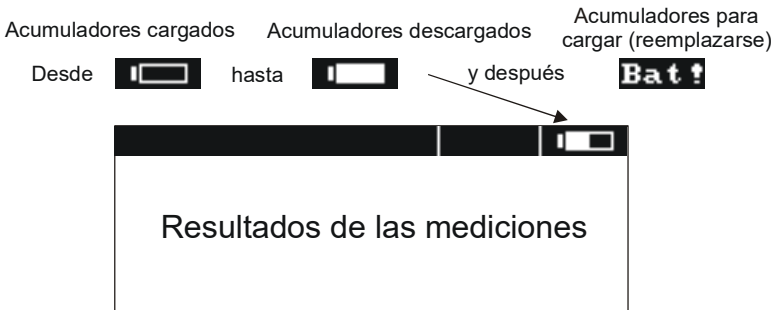 Acumuladores cargados
Acumuladores descargados
Acumuladores para
cargar (reemplazarse)
Desde
hasta
y después
Bat!
Resultados de las mediciones